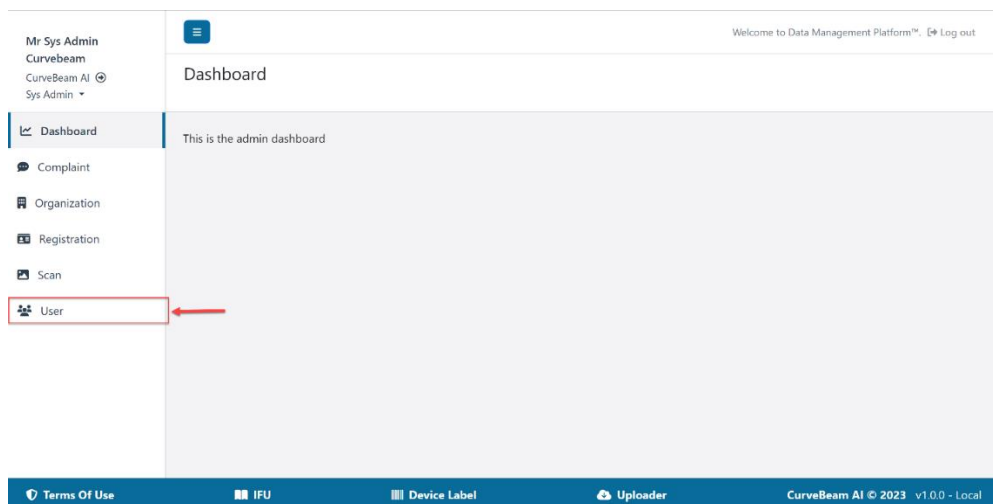 Mr Sys Admin
Curvebeam
CurveBeam AI
Sys Admin
Welcome to Data Management Platform™. Log out
Dashboard
Dashboard
Complaint
Organization
Registration
Scan
User
This is the admin dashboard
Terms Of Use
IFU
Device Label
Uploader
CurveBeam AI © 2023 v1.0.0 - Local